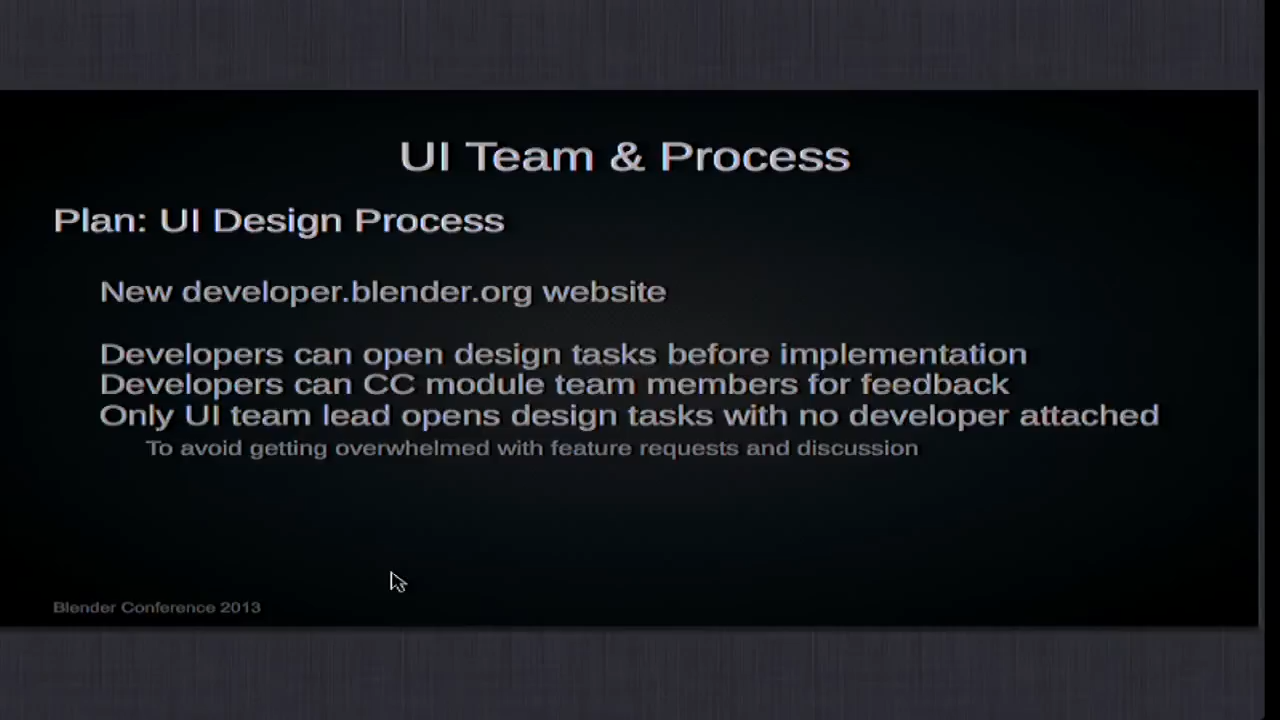 UI Team & Process
Plan: UI Design Process
New developer.blender.org website
Developers can open design tasks before implementation
Developers can CC module team members for feedback
Only UI team lead opens design tasks with no developer attached
To avoid getting overwhelmed with feature requests and discussion
Blender Conference 2013